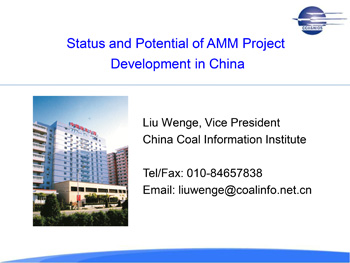 COALINFO
Status and Potential of AMM Project
Development in China
Liu Wenge, Vice President
China Coal Information Institute
Tel/Fax: 010-84657838
Email: liuwenge@coalinfo.net.cn